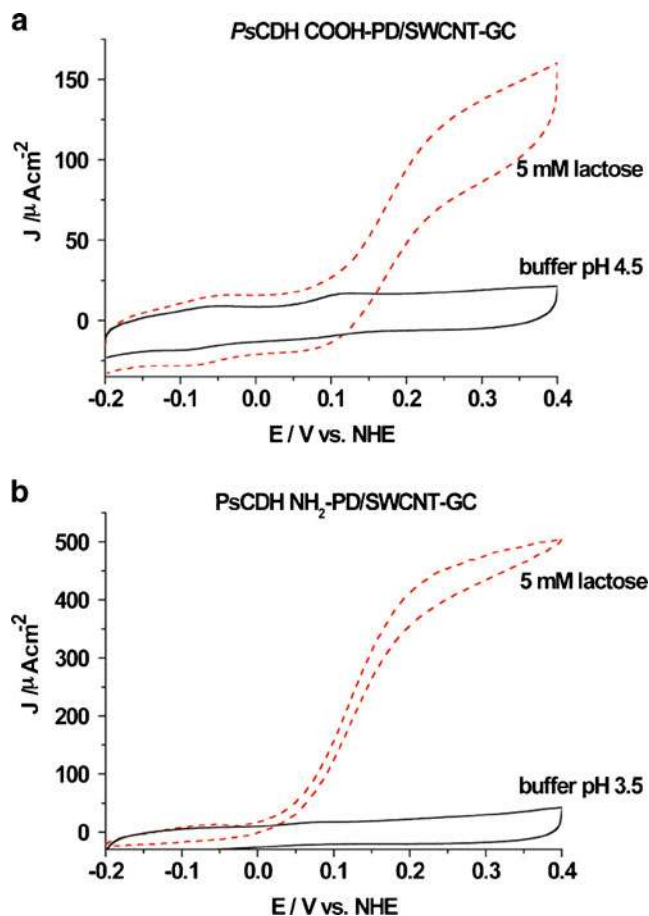 a
PsCDH COOH-PD/SWCNT-GC
J /µAcm⁻²
150
100
50
0
5 mM lactose
buffer pH 4.5
-0.2 -0.1 0.0 0.1 0.2 0.3 0.4
E / V vs. NHE
b
PsCDH NH₂-PD/SWCNT-GC
J /µAcm⁻²
500
400
300
200
100
0
5 mM lactose
buffer pH 3.5
-0.2 -0.1 0.0 0.1 0.2 0.3 0.4
E / V vs. NHE